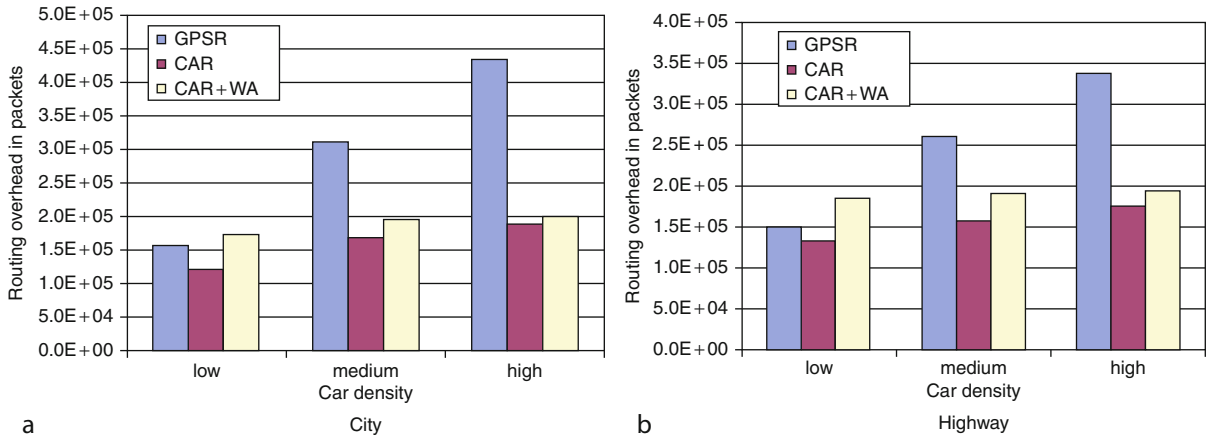 5.0E+05
4.5E+05
4.0E+05
3.5E+05
3.0E+05
2.5E+05
2.0E+05
1.5E+05
1.0E+05
5.0E+04
0.0E+00
Routing overhead in packets
GPSR
CAR
CAR+WA
low
medium
high
Car density
a
City
4.0E+05
3.5E+05
3.0E+05
2.5E+05
2.0E+05
1.5E+05
1.0E+05
5.0E+04
0.0E+00
Routing overhead in packets
GPSR
CAR
CAR+WA
low
medium
high
Car density
b
Highway